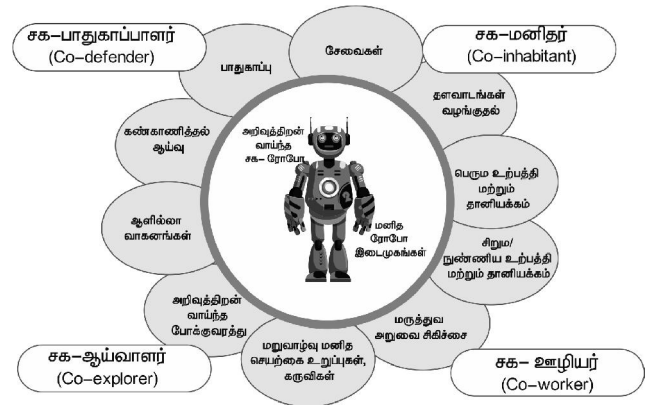 சக-பாதுகாப்பாளர்
(Co-defender)
சேவைகள்
சக-மனிதர்
(Co-inhabitant)
பாதுகாப்பு
தளவாடங்கள்
வழங்குதல்
கண்காணித்தல்
ஆய்வு
அறிவுத்திறன்
வாய்ந்த
சக- ரோபோ
பெரும உற்பத்தி
மற்றும்
தானியக்கம்
ஆளில்லா
வாகனங்கள்
மனித
ரோபோ
இடைமுகங்கள்
சிறும/
நுண்ணிய உற்பத்தி
மற்றும் தானியக்கம்
அறிவுத்திறன்
வாய்ந்த
போக்குவரத்து
மருத்துவ
அறுவை சிகிச்சை
மறுவாழ்வு மனித
செயற்கை உறுப்புகள்,
கருவிகள்
சக-ஆய்வாளர்
(Co-explorer)
சக- ஊழியர்
(Co-worker)